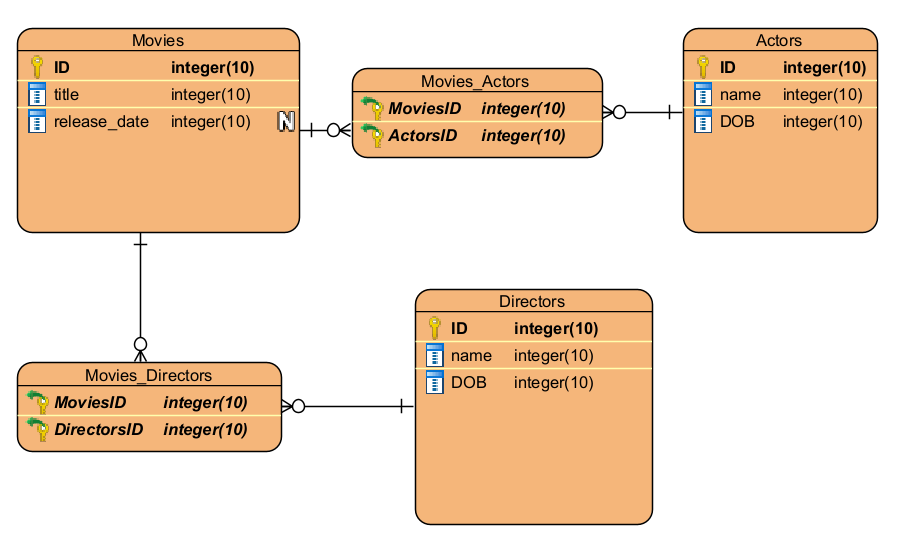 Movies
ID integer(10)
title integer(10)
release_date integer(10) N
Movies_Actors
MoviesID integer(10)
ActorsID integer(10)
Actors
ID integer(10)
name integer(10)
DOB integer(10)
Directors
ID integer(10)
name integer(10)
DOB integer(10)
Movies_Directors
MoviesID integer(10)
DirectorsID integer(10)